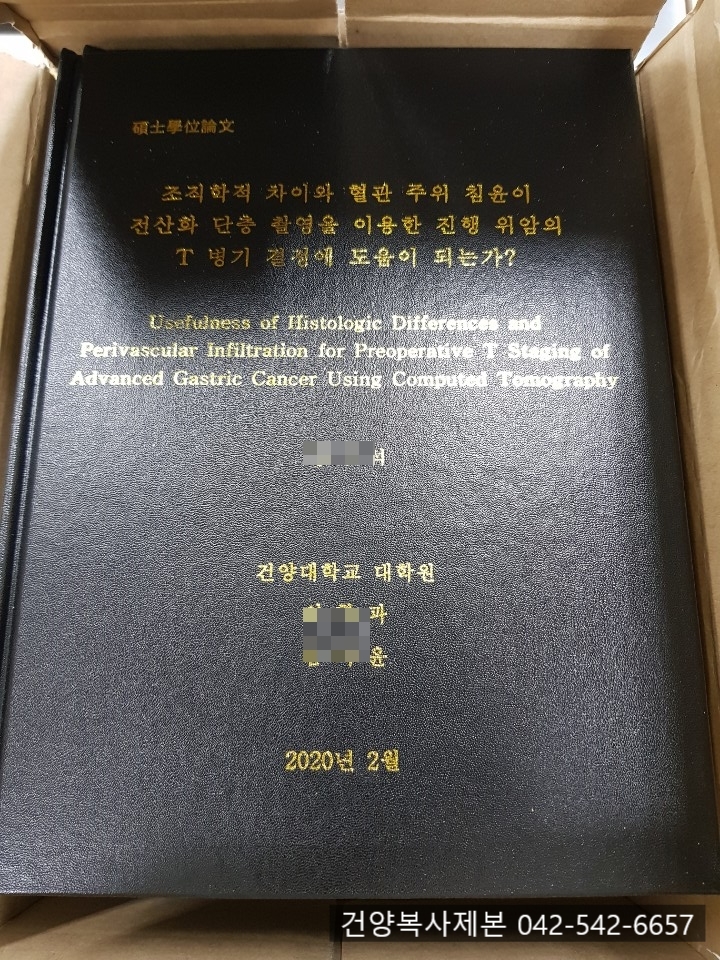 碩士學位論文
조직학적 차이와 혈관 주위 침윤이
전산화 단층 촬영을 이용한 진행 위암의
T 병기 결정에 도움이 되는가?
Usefulness of Histologic Differences and
Perivascular Infiltration for Preoperative T Staging of
Advanced Gastric Cancer Using Computed Tomography
건양대학교 대학원
2020년 2월
건양복사제본 042-542-6657